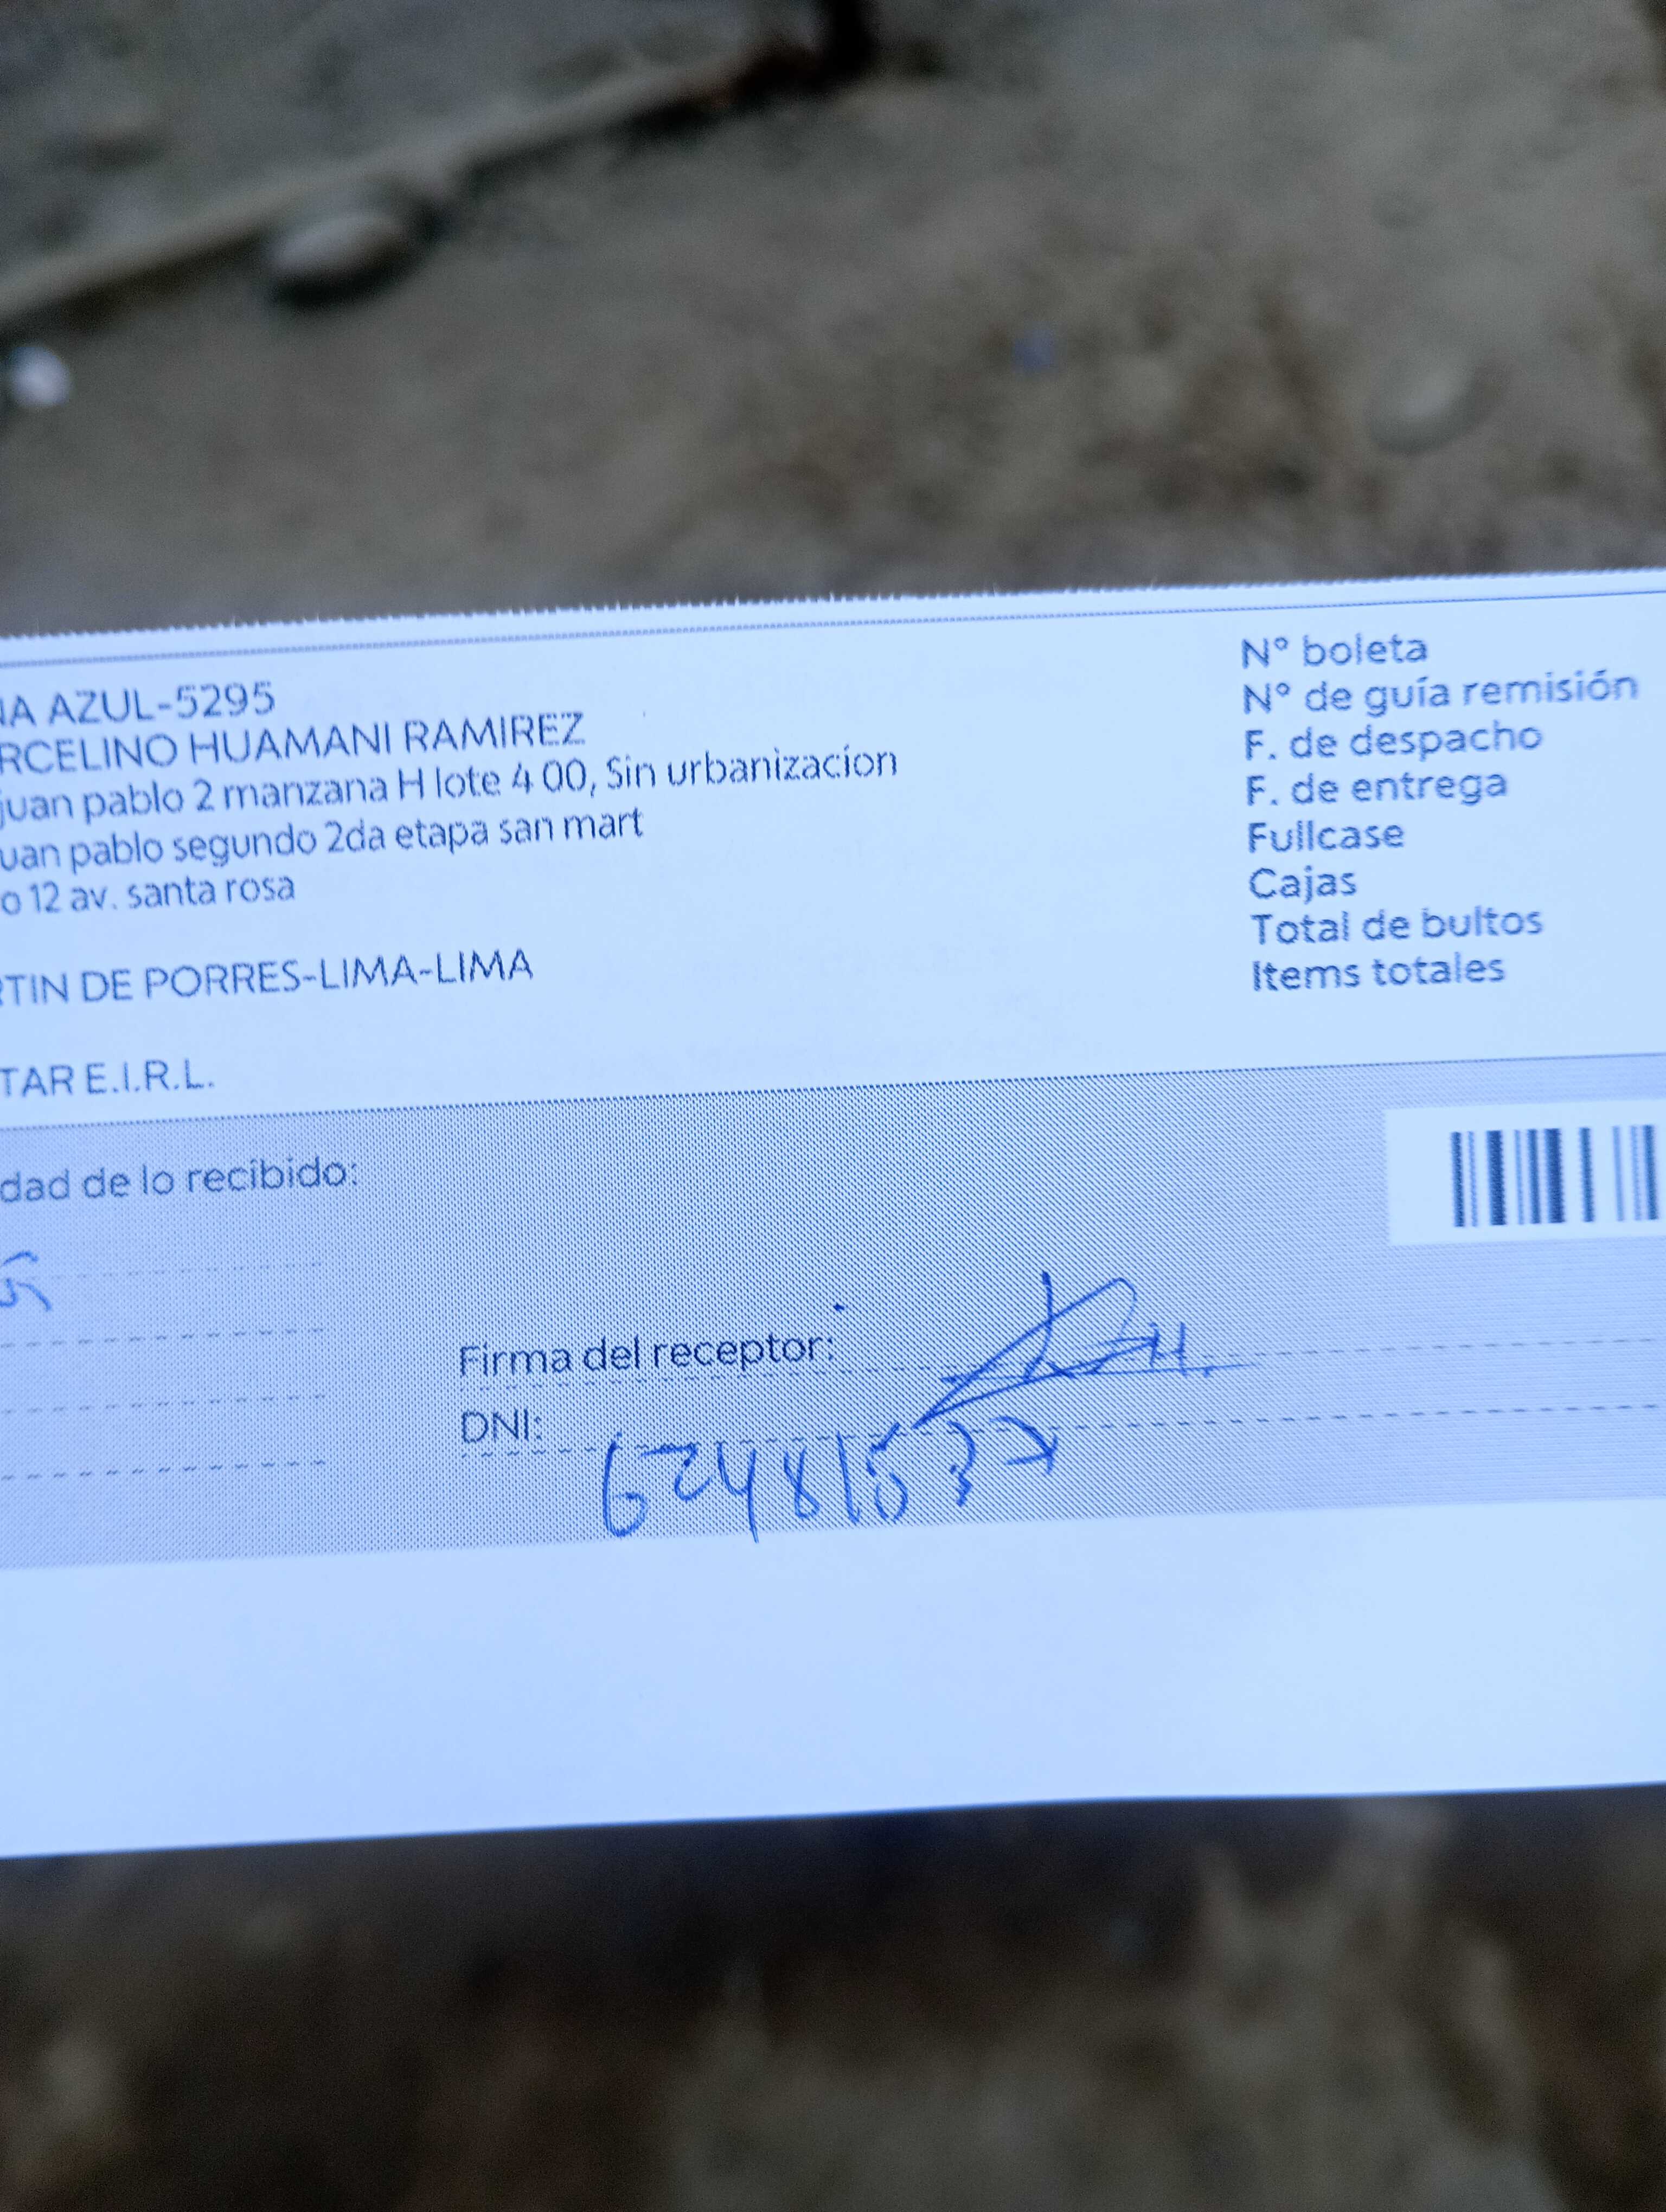 NA AZUL-5295
RCELINO HUAMANI RAMIREZ
juan pablo 2 manzana H lote 4 00, Sin urbanizacion
uan pablo segundo 2da etapa san mart
o 12 av. santa rosa
RTIN DE PORRES-LIMA-LIMA
TAR E.I.R.L.
N° boleta
N° de guía remisión
F. de despacho
F. de entrega
Fullcase
Cajas
Total de bultos
Items totales
dad de lo recibido:
Firma del receptor:
DNI: 62481537